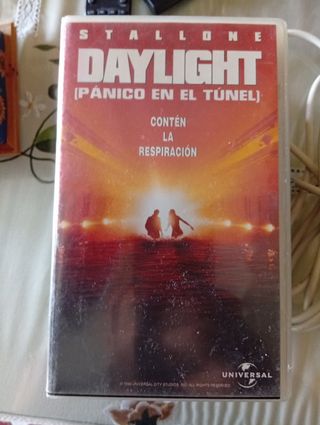 STALLONE
DAYLIGHT
(PÁNICO EN EL TÚNEL)
CONTÉN
LA
RESPIRACIÓN
UNIVERSAL